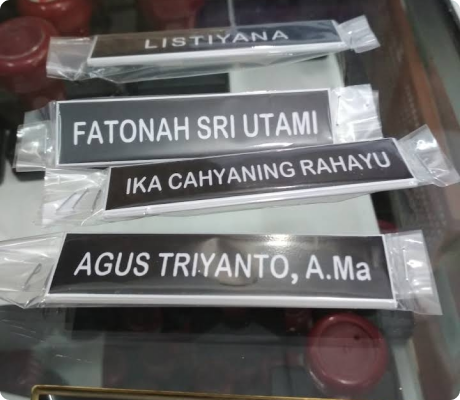 LISTIYANA
FATONAH SRI UTAMI
IKA CAHYANING RAHAYU
AGUS TRIYANTO, A.Ma